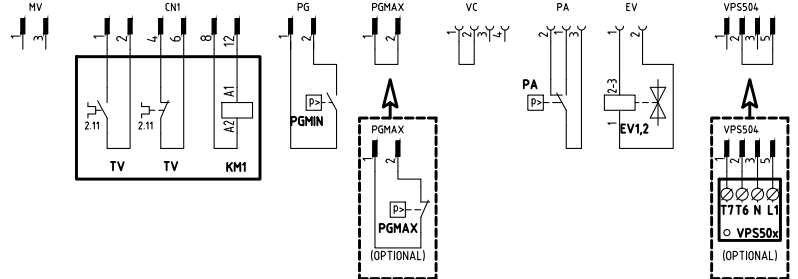 MV CN1 PG PGMAX VC PA EV VPS504
1 3 1 2 4 6 8 12 1 2 1 2 1 2 3 4 2 1 3 1 2 1 2 3 5
2.11 2.11 A1 A2
P> PGMIN
PA P>
2-3 1 EV1,2
TV TV KM1
PGMAX VPS504
1 2 1 2 3 5
P> PGMAX
T7 T6 N L1
VPS50x
(OPTIONAL) (OPTIONAL)